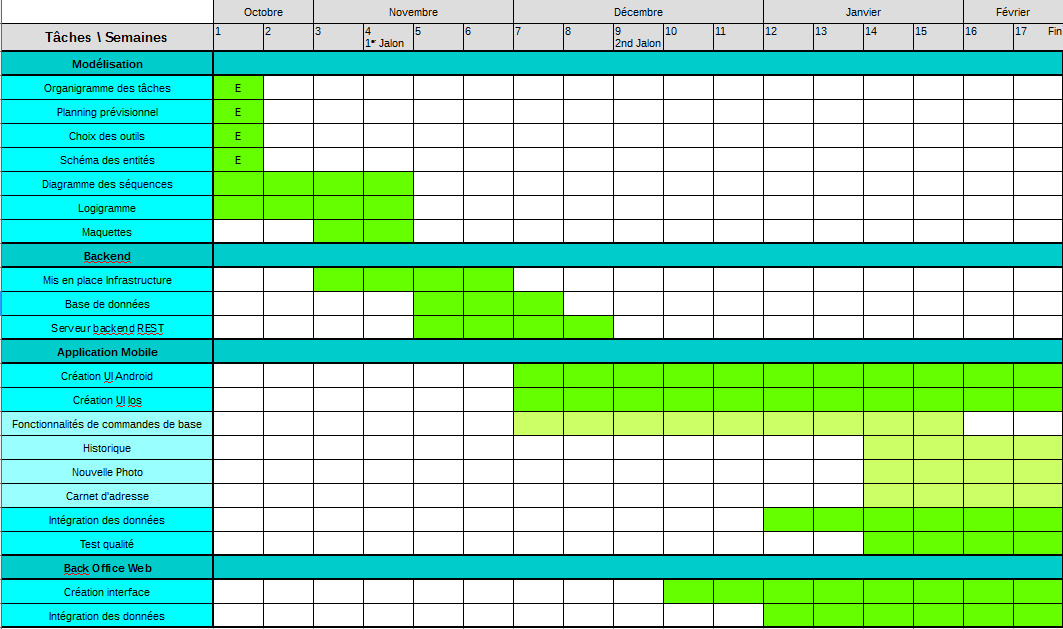 Octobre Novembre Décembre Janvier Février
Tâches \ Semaines 1 2 3 4 5 6 7 8 9 10 11 12 13 14 15 16 17 Fin
1er Jalon 2nd Jalon
Modélisation
Organigramme des tâches E
Planning prévisionnel E
Choix des outils E
Schéma des entités E
Diagramme des séquences
Logigramme
Maquettes
Backend
Mis en place Infrastructure
Base de données
Serveur backend REST
Application Mobile
Création UI Android
Création UI Ios
Fonctionnalités de commandes de base
Historique
Nouvelle Photo
Carnet d'adresse
Intégration des données
Test qualité
Back Office Web
Création interface
Intégration des données